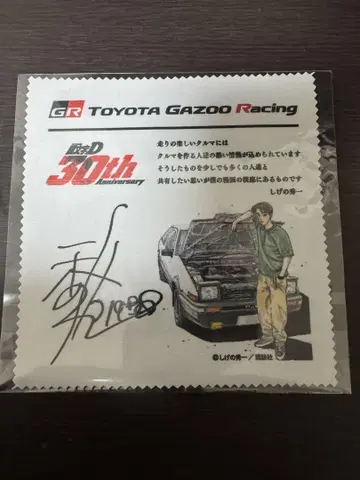 GR TOYOTA GAZOO Racing
頭文字D
30th
Anniversary
走りの楽しいクルマには
クルマを作る人達の熱い情熱が込められています
そうしたものを少しでも多くの人達と
共有したい思いが僕の漫画の根底にあるものです
しげの秀一
©しげの秀一／講談社